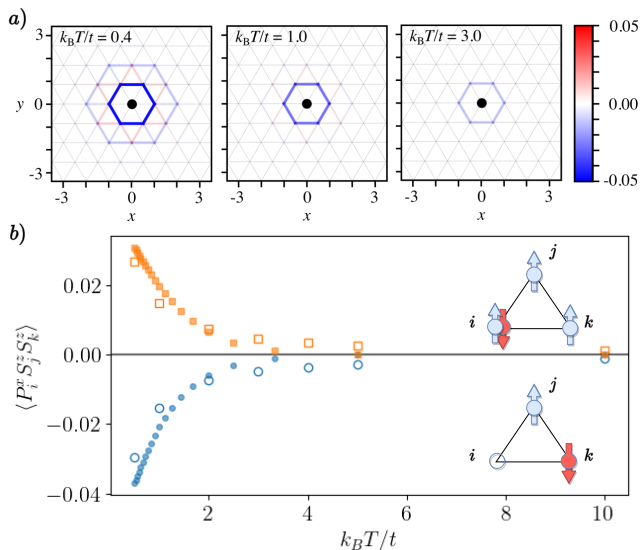 a)
k_BT/t = 0.4
k_BT/t = 1.0
k_BT/t = 3.0
3
y 0
-3
-3 0 3
-3 0 3
-3 0 3
x
x
x
0.05
0.00
-0.05
b)
0.02
0.00
−0.02
−0.04
⟨P_i^x S_j^z S_k^z⟩
j
i
k
j
i
k
2 4 6 8 10
k_BT/t